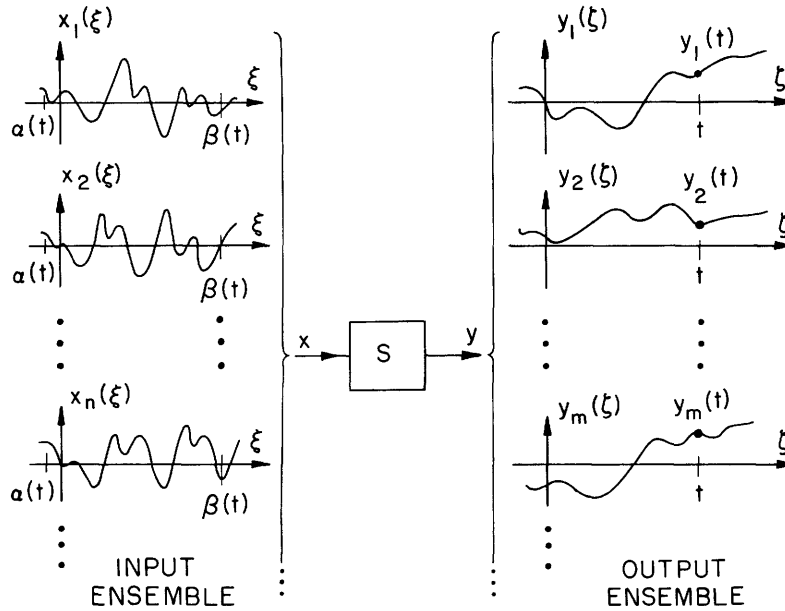 x₁(ξ)
ξ
α(t)
β(t)
x₂(ξ)
ξ
α(t)
β(t)
xₙ(ξ)
ξ
α(t)
β(t)
INPUT
ENSEMBLE
x
S
y
y₁(ζ)
y₁(t)
ζ
t
y₂(ζ)
y₂(t)
ζ
t
yₘ(ζ)
yₘ(t)
ζ
t
OUTPUT
ENSEMBLE